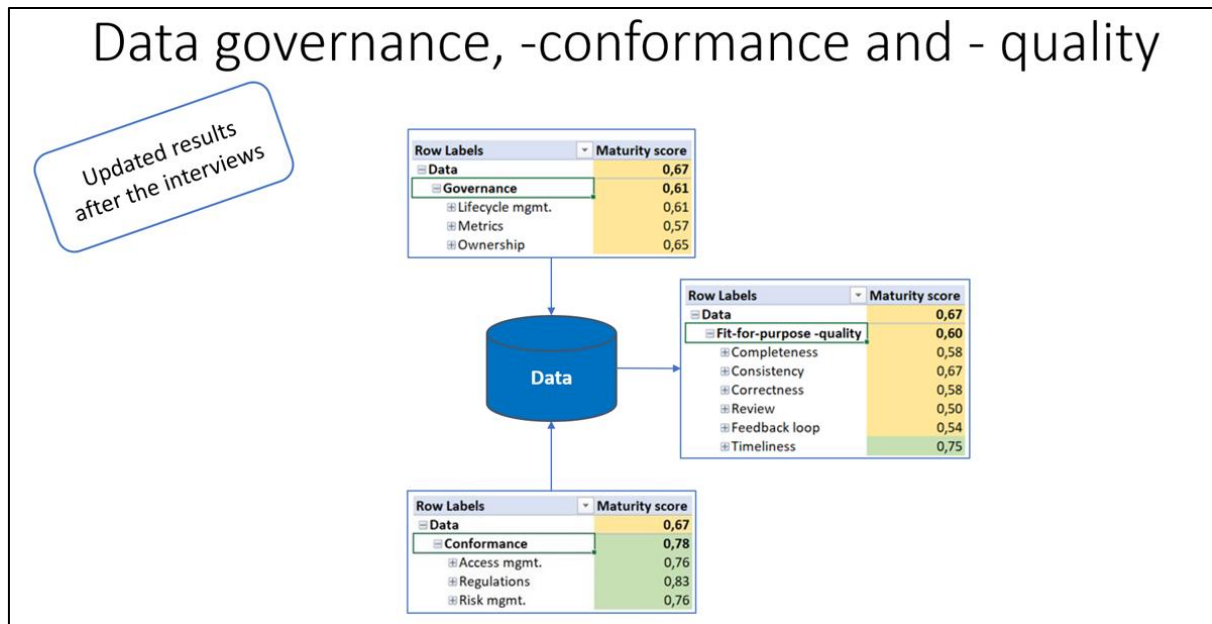 Data governance, -conformance and - quality
Updated results
after the interviews
Row Labels Maturity score
Data 0,67
Governance 0,61
Lifecycle mgmt. 0,61
Metrics 0,57
Ownership 0,65
Row Labels Maturity score
Data 0,67
Fit-for-purpose -quality 0,60
Completeness 0,58
Consistency 0,67
Correctness 0,58
Review 0,50
Feedback loop 0,54
Timeliness 0,75
Data
Row Labels Maturity score
Data 0,67
Conformance 0,78
Access mgmt. 0,76
Regulations 0,83
Risk mgmt. 0,76